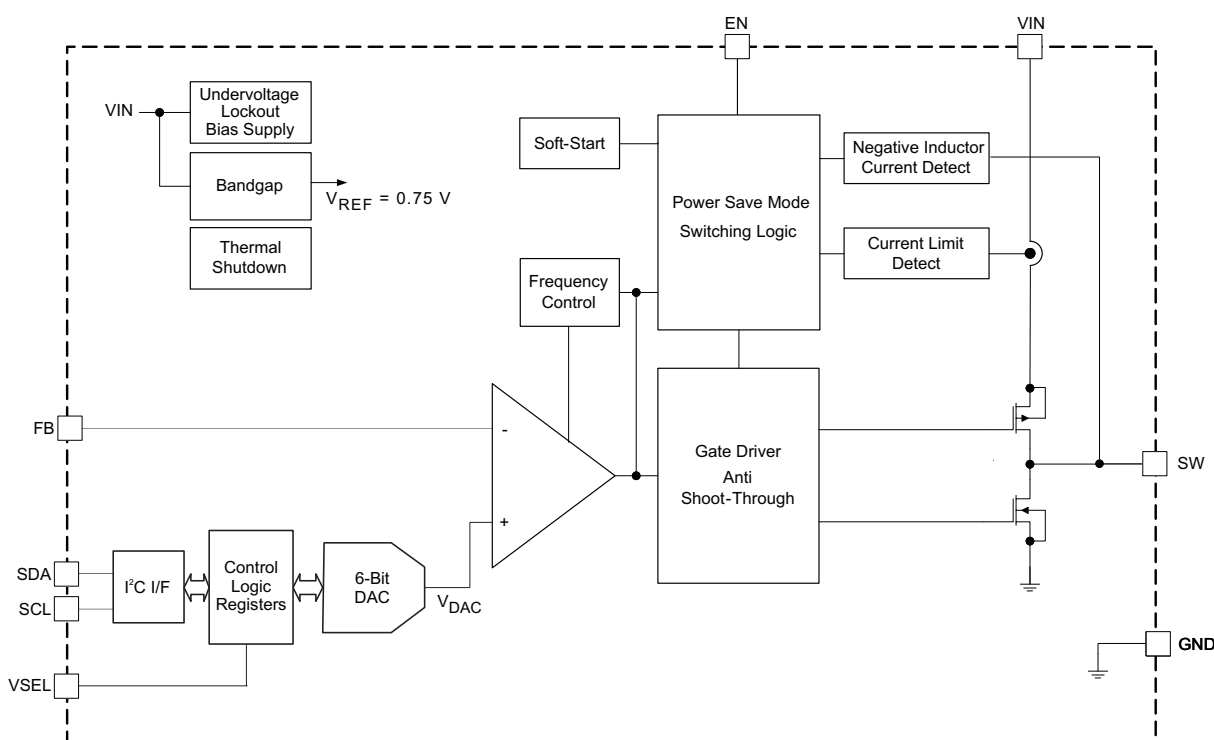 EN
VIN
VIN
Undervoltage
Lockout
Bias Supply
Bandgap
VREF = 0.75 V
Thermal
Shutdown
Soft-Start
Power Save Mode
Switching Logic
Negative Inductor
Current Detect
Current Limit
Detect
Frequency
Control
FB
-
+
Gate Driver
Anti
Shoot-Through
SW
SDA
SCL
I²C I/F
Control
Logic
Registers
6-Bit
DAC
VDAC
VSEL
GND